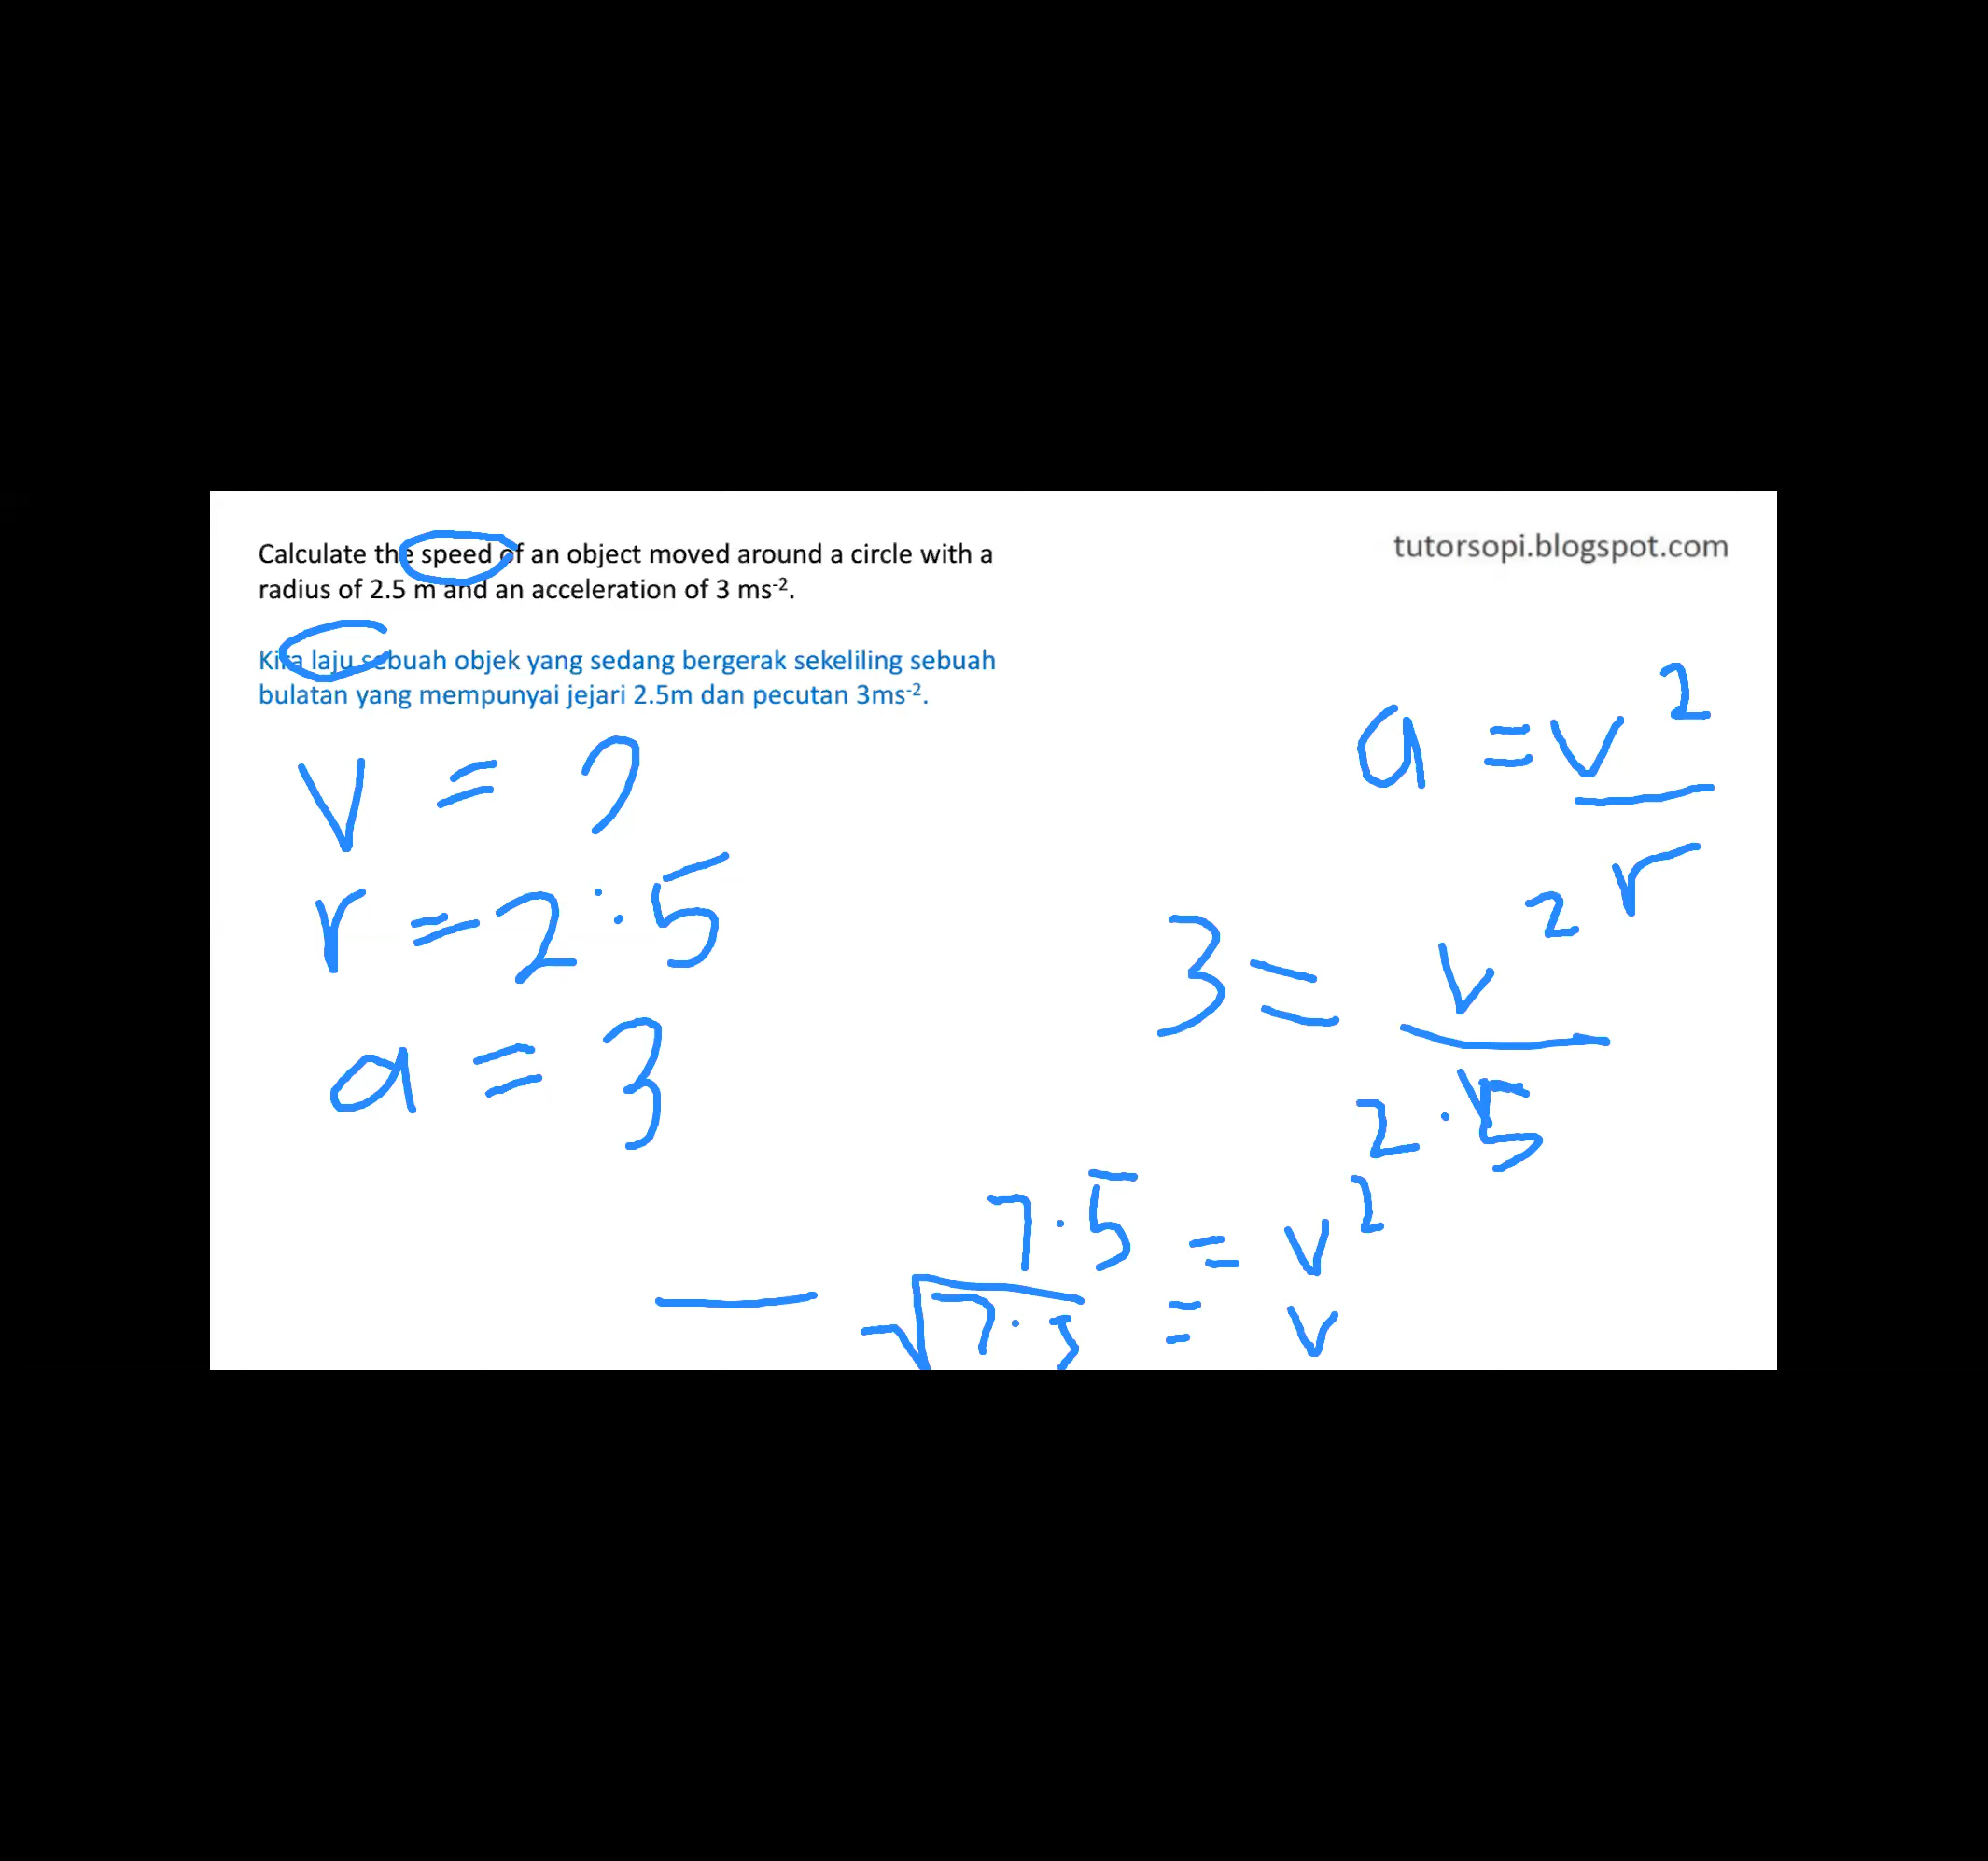 Calculate the speed of an object moved around a circle with a
radius of 2.5 m and an acceleration of 3 ms⁻².
tutorsopi.blogspot.com
Kira laju sebuah objek yang sedang bergerak sekeliling sebuah
bulatan yang mempunyai jejari 2.5m dan pecutan 3ms⁻².
v = ?
r = 2.5
a = 3
a = v²
r
3 = v²
2.5
7.5 = v²
√7.5 = v